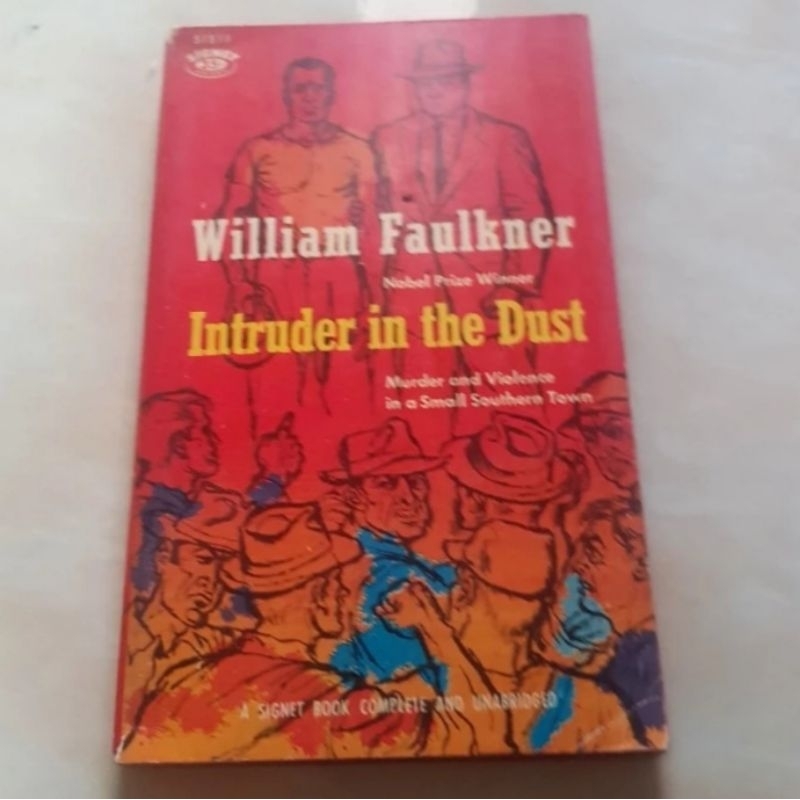 SIGNET
William Faulkner
Nobel Prize Winner
Intruder in the Dust
Murder and Violence
in a Small Southern Town
A SIGNET BOOK COMPLETE AND UNABRIDGED